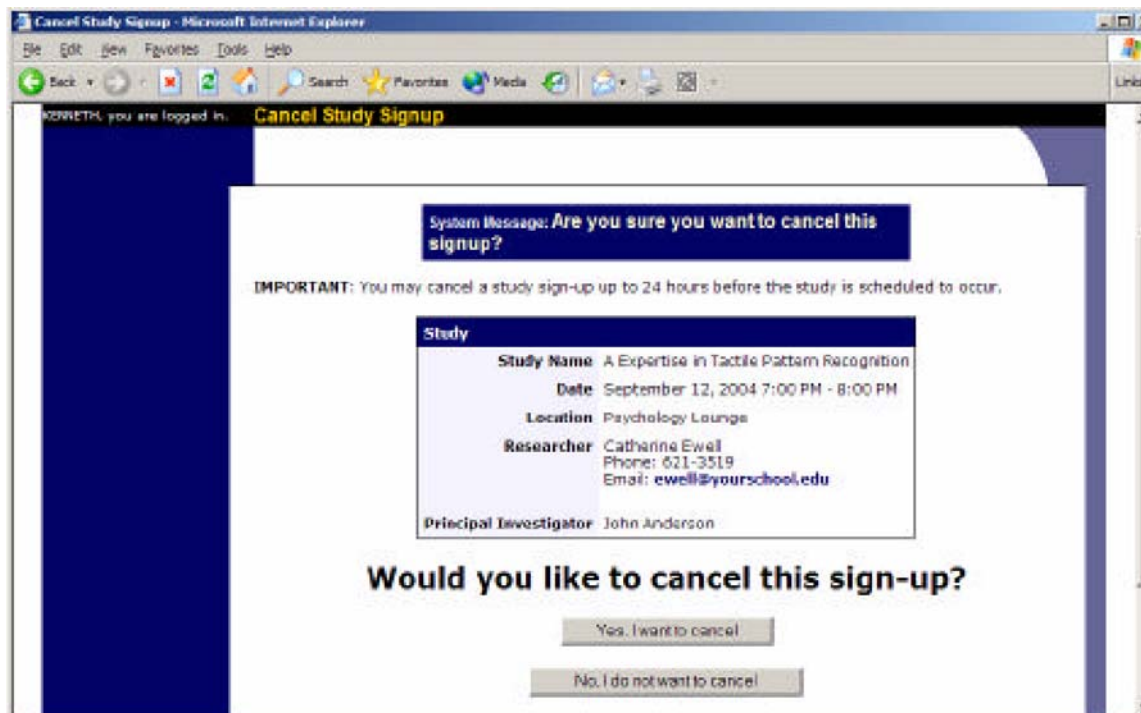 Cancel Study Signup - Microsoft Internet Explorer
File Edit View Favorites Tools Help
Back Search Favorites Media Links
KENNETH, you are logged in. Cancel Study Signup
System Message: Are you sure you want to cancel this
signup?
IMPORTANT: You may cancel a study sign-up up to 24 hours before the study is scheduled to occur.
Study
Study Name A Expertise in Tactile Pattern Recognition
Date September 12, 2004 7:00 PM - 8:00 PM
Location Psychology Lounge
Researcher Catherine Ewell
Phone: 621-3519
Email: ewell@yourschool.edu
Principal Investigator John Anderson
Would you like to cancel this sign-up?
Yes, I want to cancel
No, I do not want to cancel